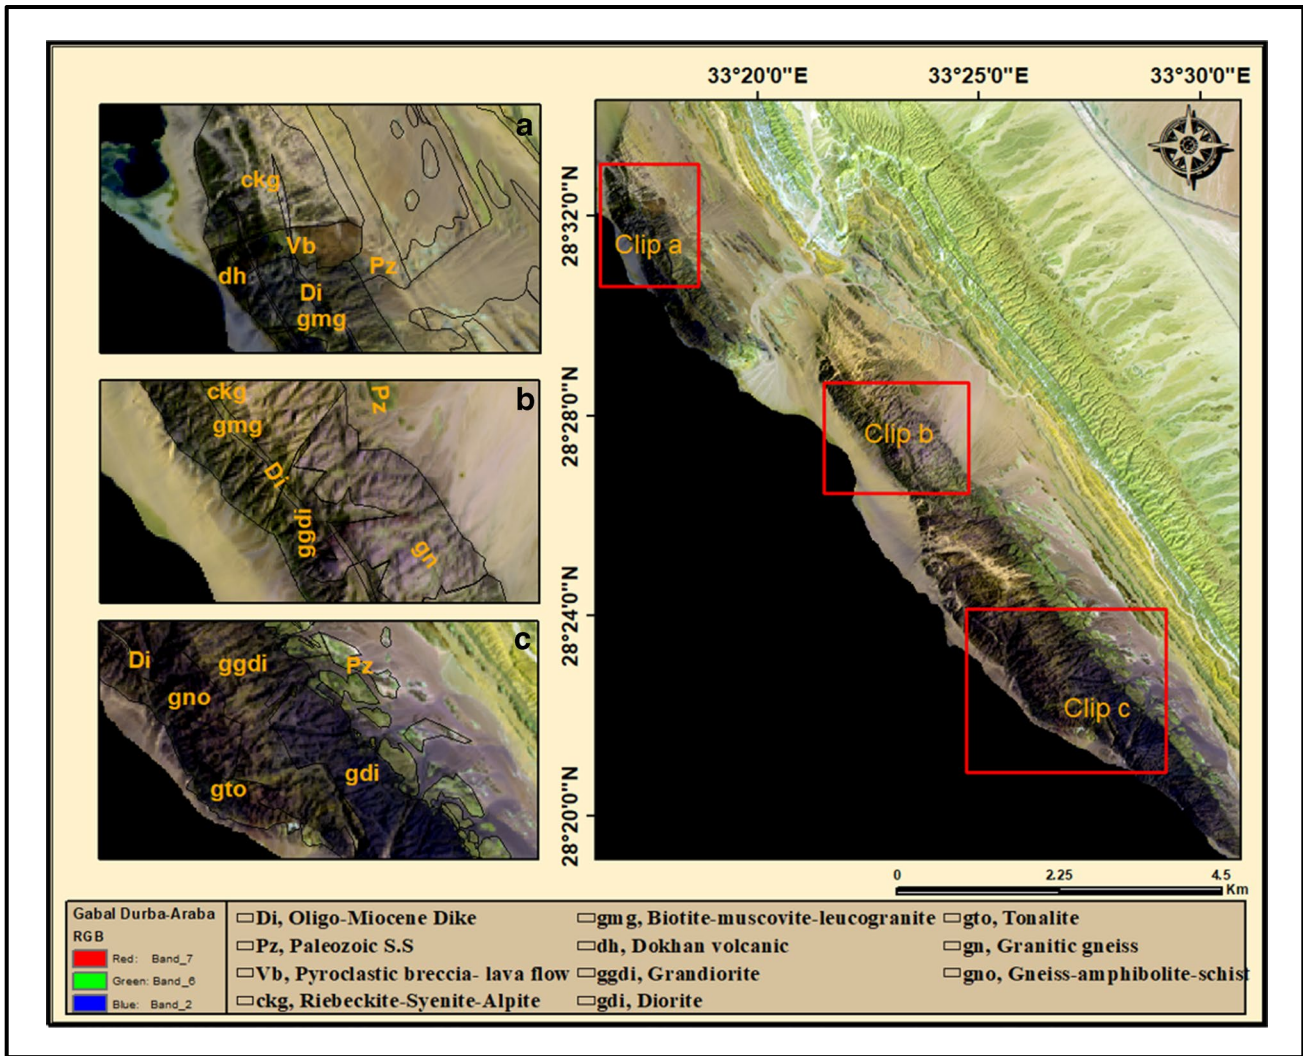 33°20'0"E 33°25'0"E 33°30'0"E
a
ckg
Vb
Pz
dh
Di
gmg
b
ckg
Pz
gmg
Di
ggdi
gn
c
Di
ggdi
Pz
gno
gdi
gto
28°32'0"N
28°28'0"N
28°24'0"N
28°20'0"N
Clip a
Clip b
Clip c
0 2.25 4.5
Km
Gabal Durba-Araba
RGB
Red: Band_7
Green: Band_6
Blue: Band_2
Di, Oligo-Miocene Dike
Pz, Paleozoic S.S
Vb, Pyroclastic breccia- lava flow
ckg, Riebeckite-Syenite-Alpite
gmg, Biotite-muscovite-leucogranite
dh, Dokhan volcanic
ggdi, Grandiorite
gdi, Diorite
gto, Tonalite
gn, Granitic gneiss
gno, Gneiss-amphibolite-schist